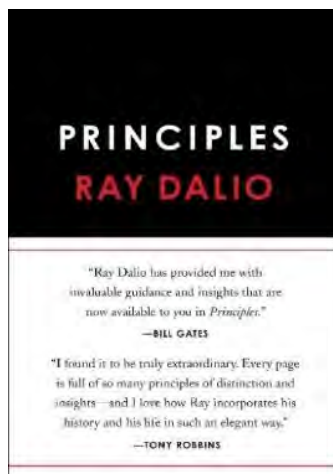 PRINCIPLES
RAY DALIO
“Ray Dalio has provided me with
invaluable guidance and insights that are
now available to you in Principles.”
—BILL GATES
“I found it to be truly extraordinary. Every page
is full of so many principles of distinction and
insights—and I love how Ray incorporates his
history and his life in such an elegant way.”
—TONY ROBBINS